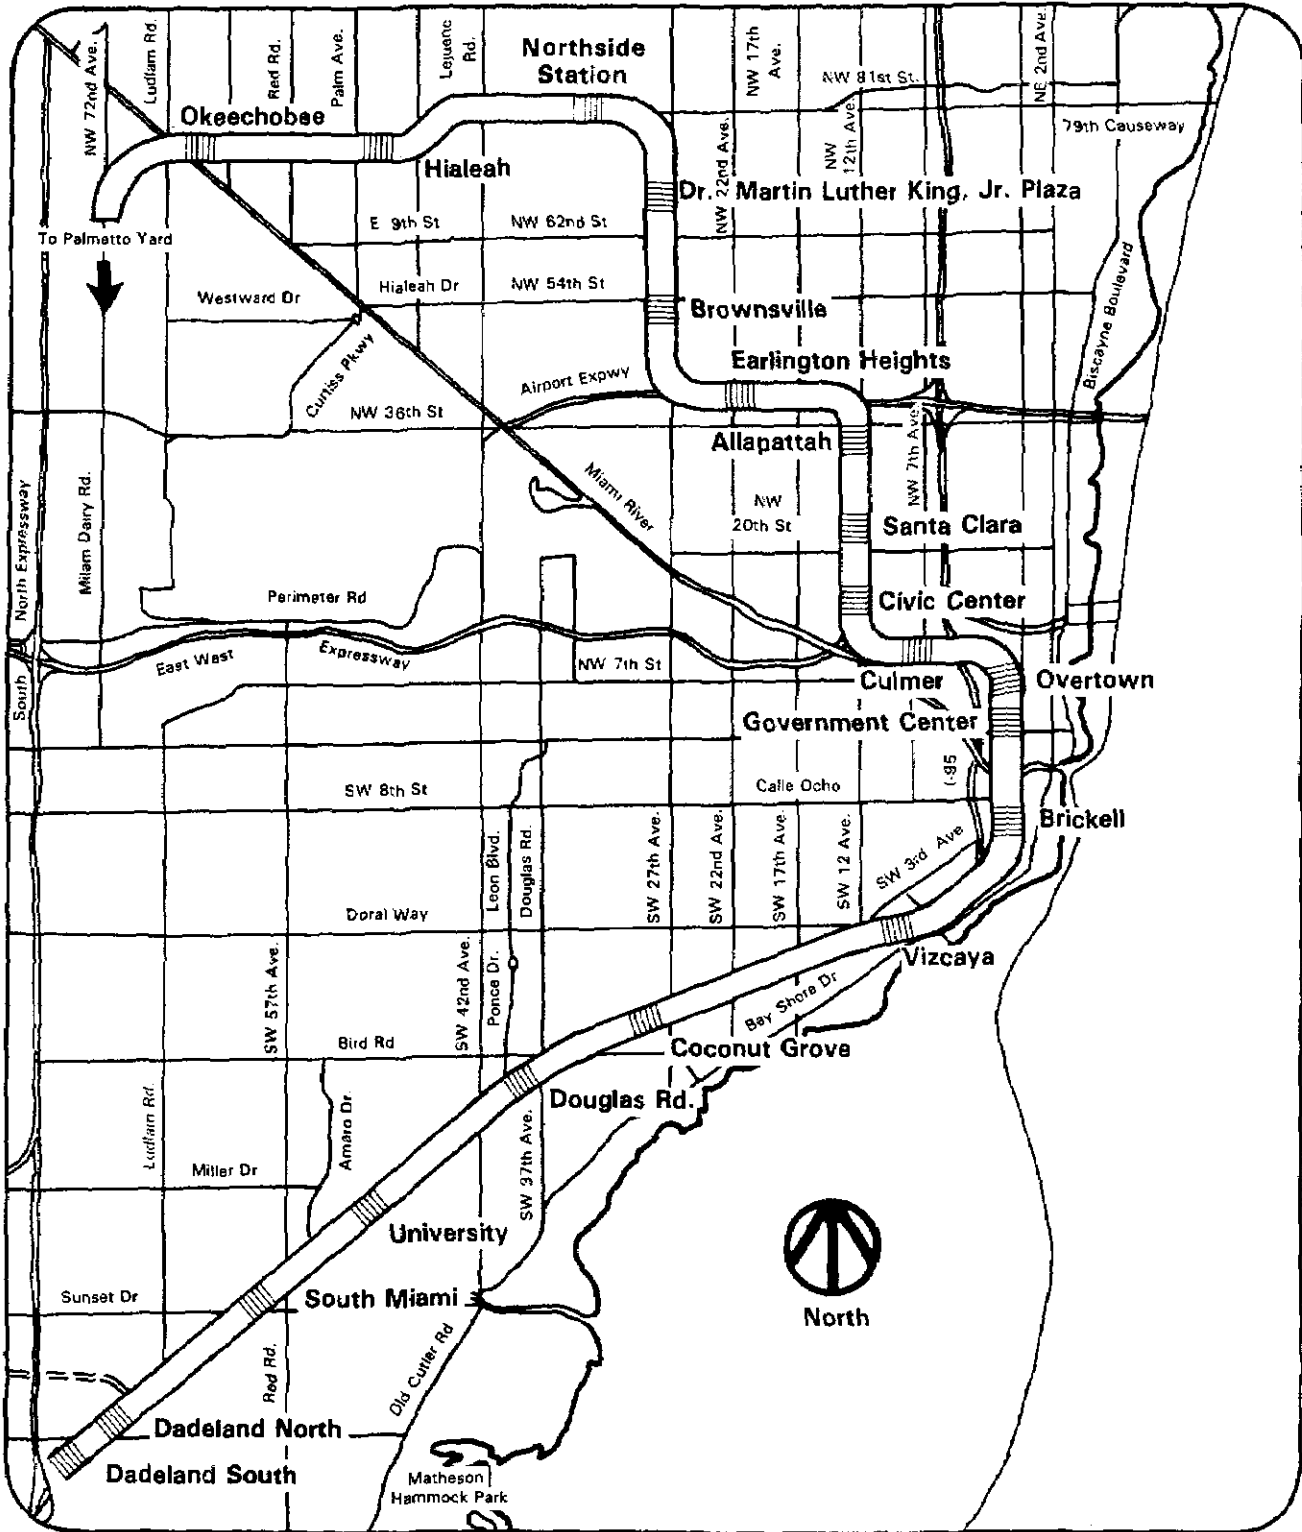 NW 72nd Ave.
Ludlam Rd.
Red Rd.
Palm Ave.
Lejeune
Rd.
Northside
Station
NW 17th
Ave.
NW 81st St.
NE 2nd Ave.
79th Causeway
Okeechobee
Hialeah
NW 22nd Ave.
NW
12th Ave.
Dr. Martin Luther King, Jr. Plaza
To Palmetto Yard
E 9th St
NW 62nd St
Westward Dr
Hialeah Dr
NW 54th St
Brownsville
Biscayne Boulevard
Curtiss Pkwy
Airport Expwy
Earlington Heights
NW 36th St
Allapattah
NW 7th Ave.
North Expressway
Milam Dairy Rd.
Miami River
NW
20th St
Santa Clara
Perimeter Rd
Civic Center
East West
Expressway
NW 7th St
South
Culmer
Overtown
Government Center
I-95
SW 8th St
Calle Ocho
Brickell
Leon Blvd.
Douglas Rd.
SW 27th Ave.
SW 22nd Ave.
SW 17th Ave.
SW 12 Ave.
SW 3rd Ave
Doral Way
Vizcaya
SW 57th Ave.
SW 42nd Ave.
Ponce Dr.
Bay Shore Dr
Bird Rd
Coconut Grove
Douglas Rd.
Ludlam Rd.
Amaro Dr.
SW 37th Ave.
Miller Dr
University
Sunset Dr
South Miami
North
Red Rd.
Old Cutler Rd
Dadeland North
Dadeland South
Matheson
Hammock Park